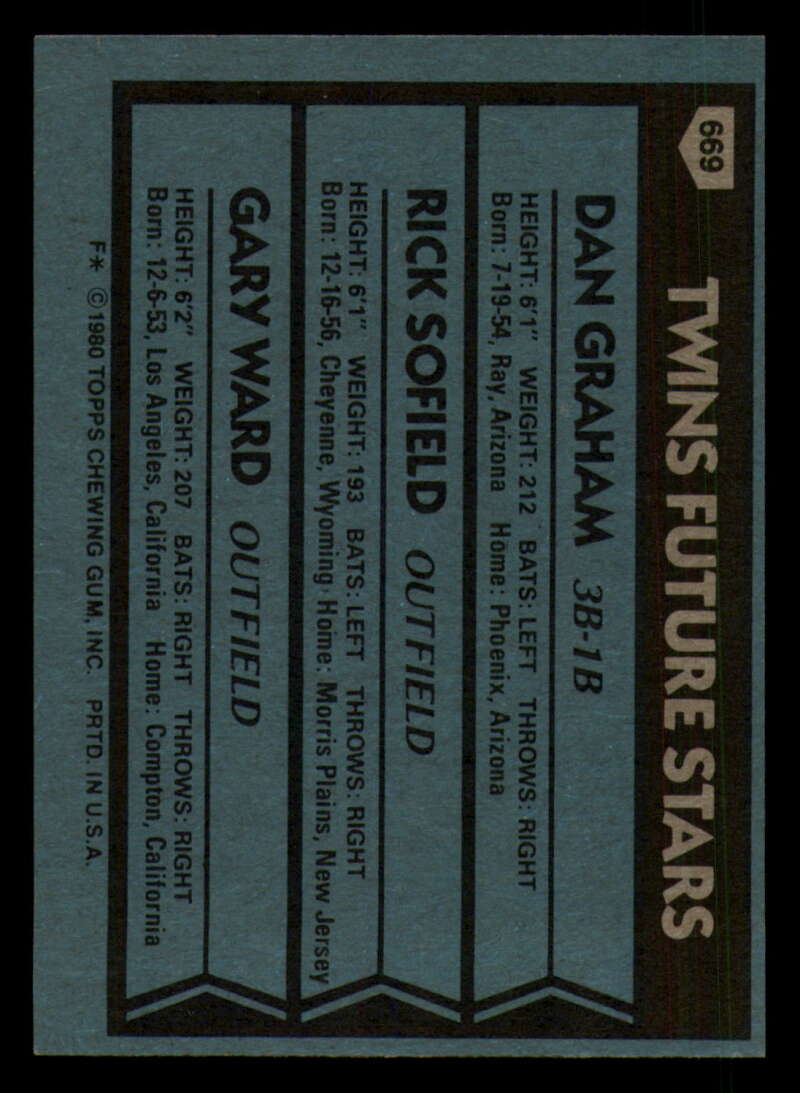 669
TWINS FUTURE STARS
DAN GRAHAM 3B-1B
HEIGHT: 6'1" WEIGHT: 212 BATS: LEFT THROWS: RIGHT
Born: 7-19-54, Ray, Arizona Home: Phoenix, Arizona
RICK SOFIELD OUTFIELD
HEIGHT: 6'1" WEIGHT: 193 BATS: LEFT THROWS: RIGHT
Born: 12-16-56, Cheyenne, Wyoming Home: Morris Plains, New Jersey
GARY WARD OUTFIELD
HEIGHT: 6'2" WEIGHT: 207 BATS: RIGHT THROWS: RIGHT
Born: 12-6-53, Los Angeles, California Home: Compton, California
F* ©1980 TOPPS CHEWING GUM, INC. PRTD. IN U.S.A.